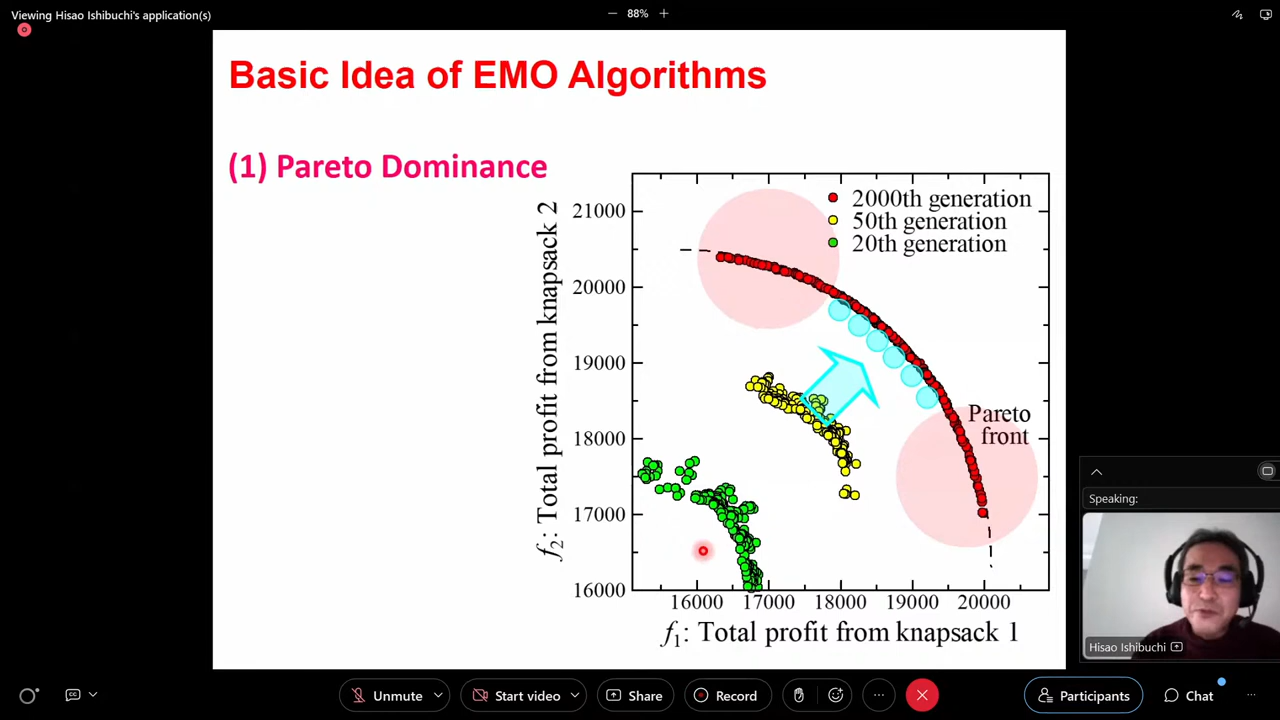 Viewing Hisao Ishibuchi's application(s)
88%
Basic Idea of EMO Algorithms
(1) Pareto Dominance
f2: Total profit from knapsack 2
21000
20000
19000
18000
17000
16000
2000th generation
50th generation
20th generation
Pareto
front
16000 17000 18000 19000 20000
f1: Total profit from knapsack 1
Speaking:
Hisao Ishibuchi
CC
Unmute
Start video
Share
Record
Participants
Chat